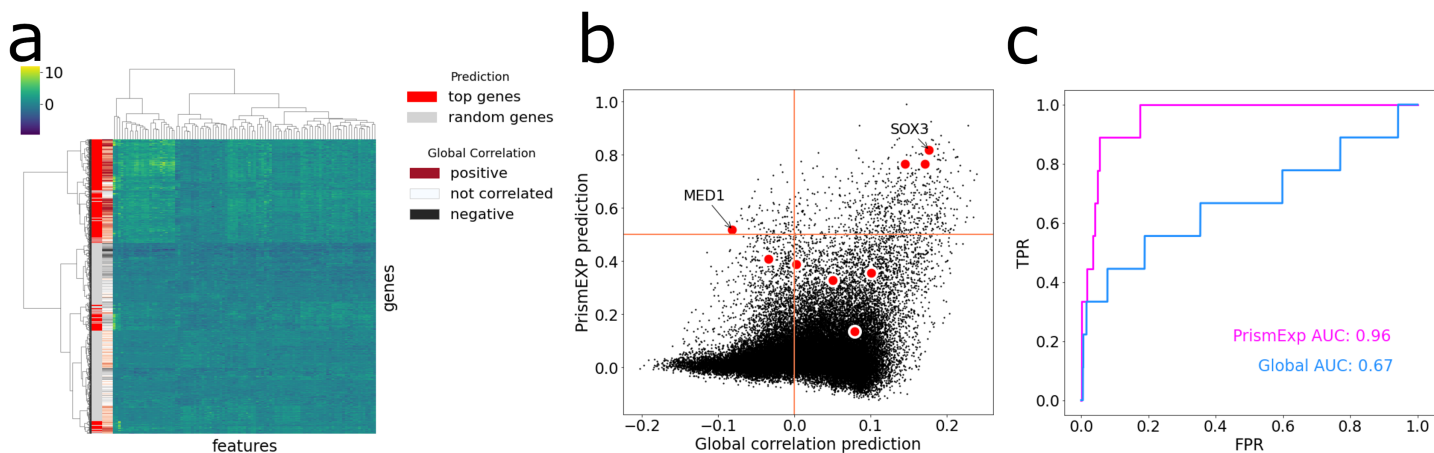 a
10
0
Prediction
top genes
random genes
Global Correlation
positive
not correlated
negative
genes
features
b
1.0
0.8
0.6
0.4
0.2
0.0
PrismEXP prediction
SOX3
MED1
−0.2
−0.1
0.0
0.1
0.2
Global correlation prediction
c
1.0
0.8
0.6
0.4
0.2
0.0
TPR
PrismExp AUC: 0.96
Global AUC: 0.67
0.0
0.2
0.4
0.6
0.8
1.0
FPR